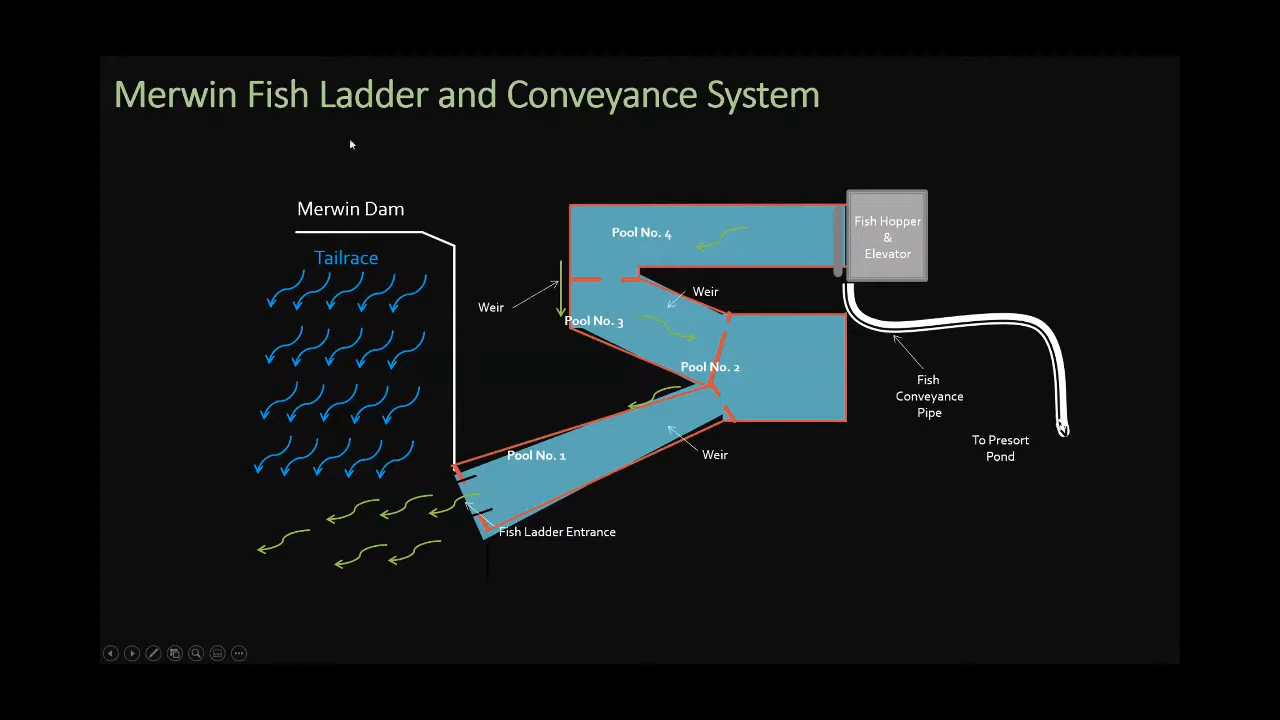 Merwin Fish Ladder and Conveyance System
Merwin Dam
Tailrace
Pool No. 4
Fish Hopper
&
Elevator
Weir
Weir
Pool No. 3
Pool No. 2
Fish
Conveyance
Pipe
To Presort
Pond
Pool No. 1
Weir
Fish Ladder Entrance